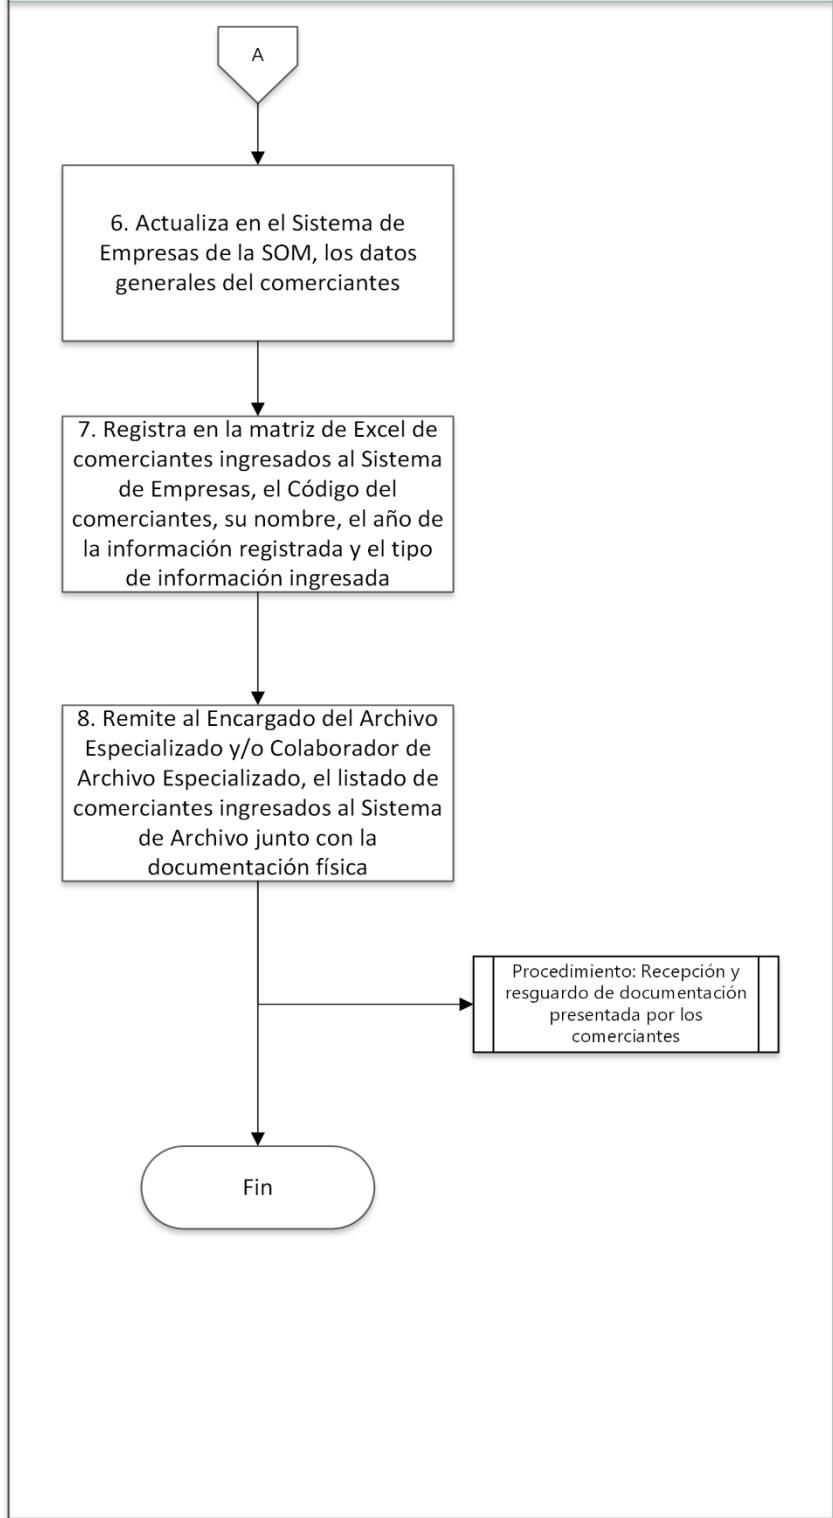 A
6. Actualiza en el Sistema de
Empresas de la SOM, los datos
generales del comerciantes
7. Registra en la matriz de Excel de
comerciantes ingresados al Sistema
de Empresas, el Código del
comerciantes, su nombre, el año de
la información registrada y el tipo
de información ingresada
8. Remite al Encargado del Archivo
Especializado y/o Colaborador de
Archivo Especializado, el listado de
comerciantes ingresados al Sistema
de Archivo junto con la
documentación física
Procedimiento: Recepción y
resguardo de documentación
presentada por los
comerciantes
Fin